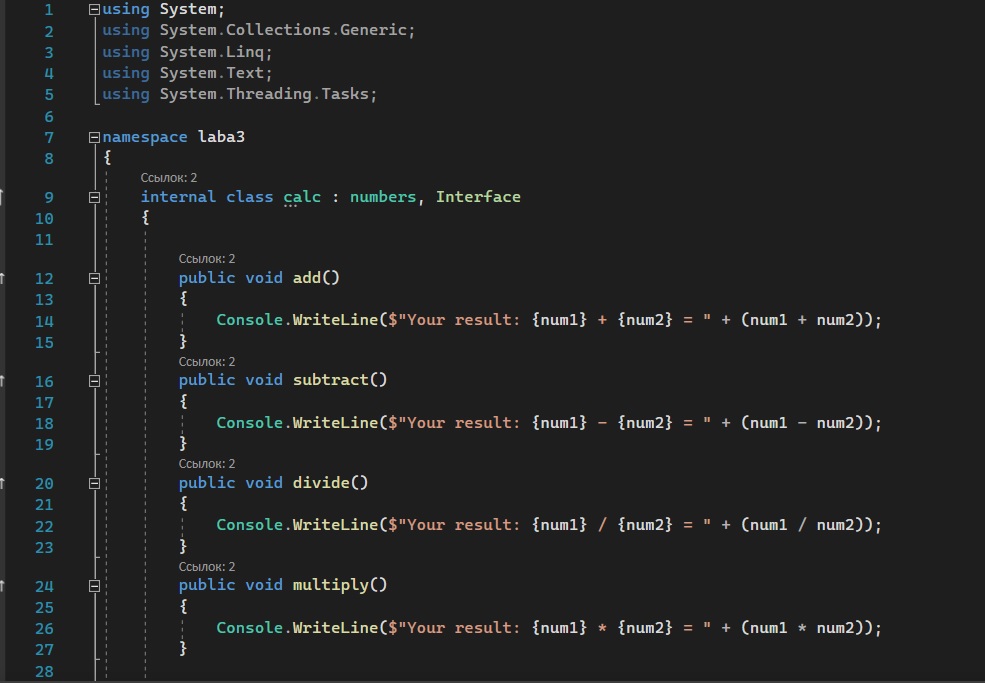 1 using System;
2 using System.Collections.Generic;
3 using System.Linq;
4 using System.Text;
5 using System.Threading.Tasks;
6
7 namespace laba3
8 {
Ссылок: 2
9 internal class calc : numbers, Interface
10 {
11
Ссылок: 2
12 public void add()
13 {
14 Console.WriteLine($"Your result: {num1} + {num2} = " + (num1 + num2));
15 }
Ссылок: 2
16 public void subtract()
17 {
18 Console.WriteLine($"Your result: {num1} - {num2} = " + (num1 - num2));
19 }
Ссылок: 2
20 public void divide()
21 {
22 Console.WriteLine($"Your result: {num1} / {num2} = " + (num1 / num2));
23 }
Ссылок: 2
24 public void multiply()
25 {
26 Console.WriteLine($"Your result: {num1} * {num2} = " + (num1 * num2));
27 }
28